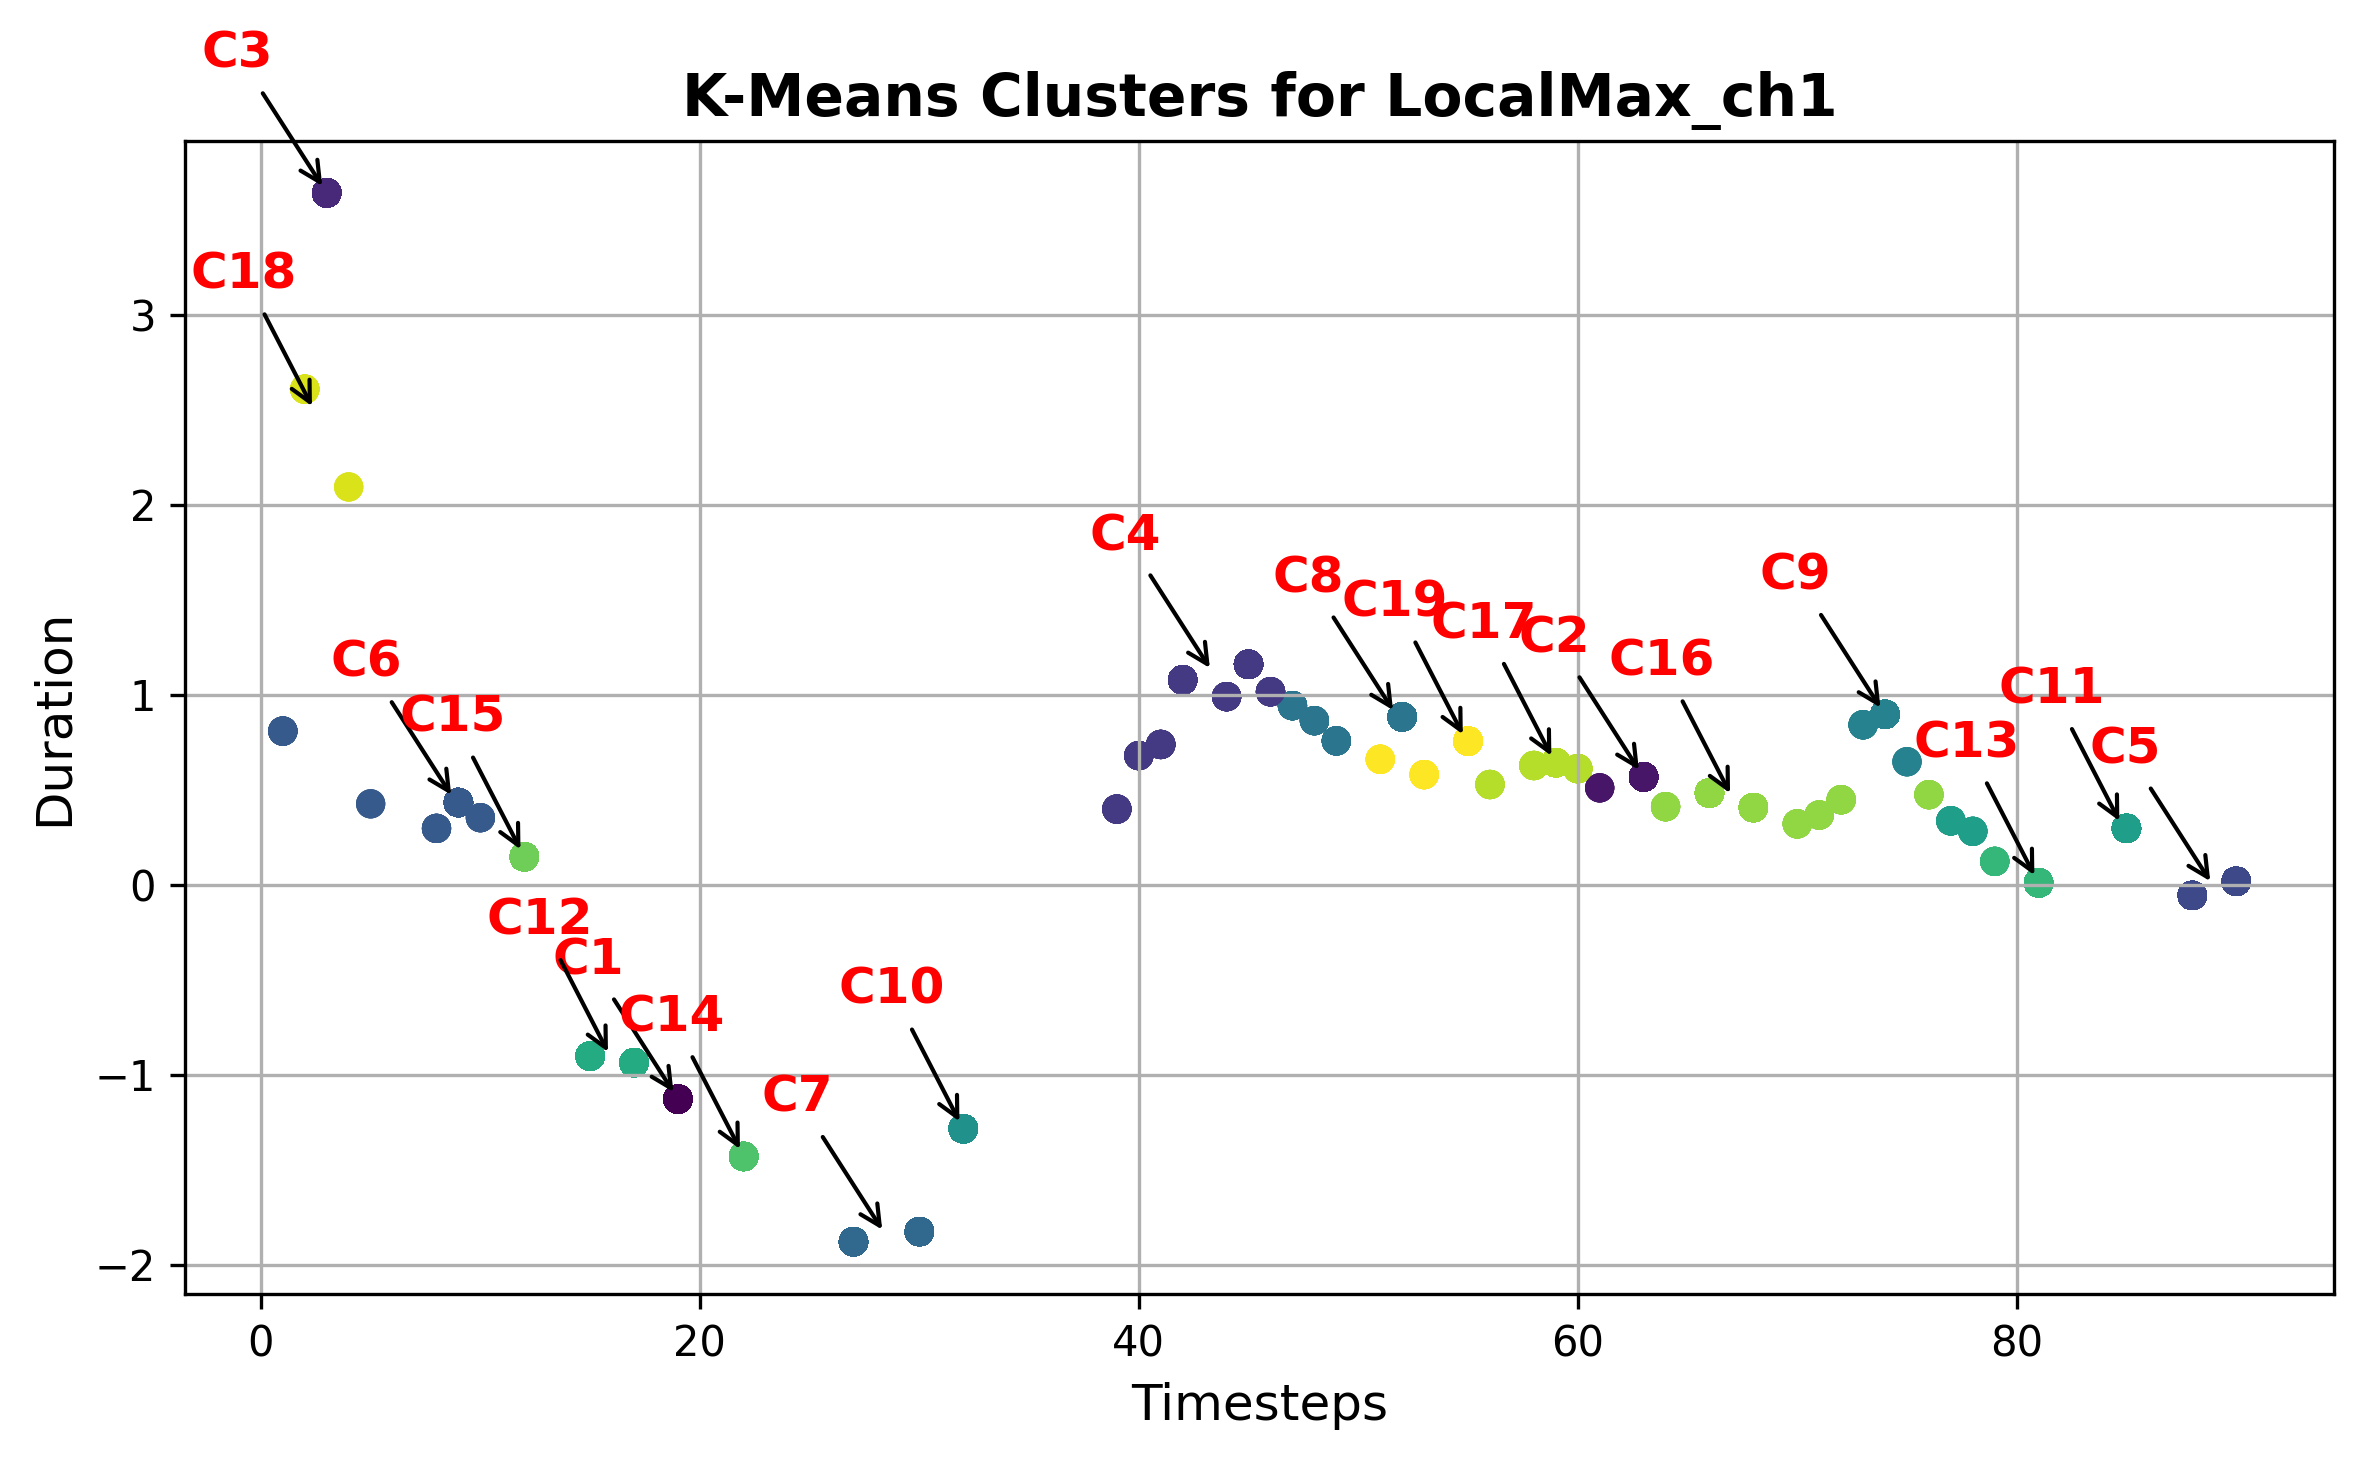 C3
K-Means Clusters for LocalMax_ch1
C18
C4
C8
C19
C17
C2
C16
C9
C11
C13
C5
C6
C15
C12
C1
C14
C10
C7
Duration
3
2
1
0
−1
−2
0
20
40
60
80
Timesteps